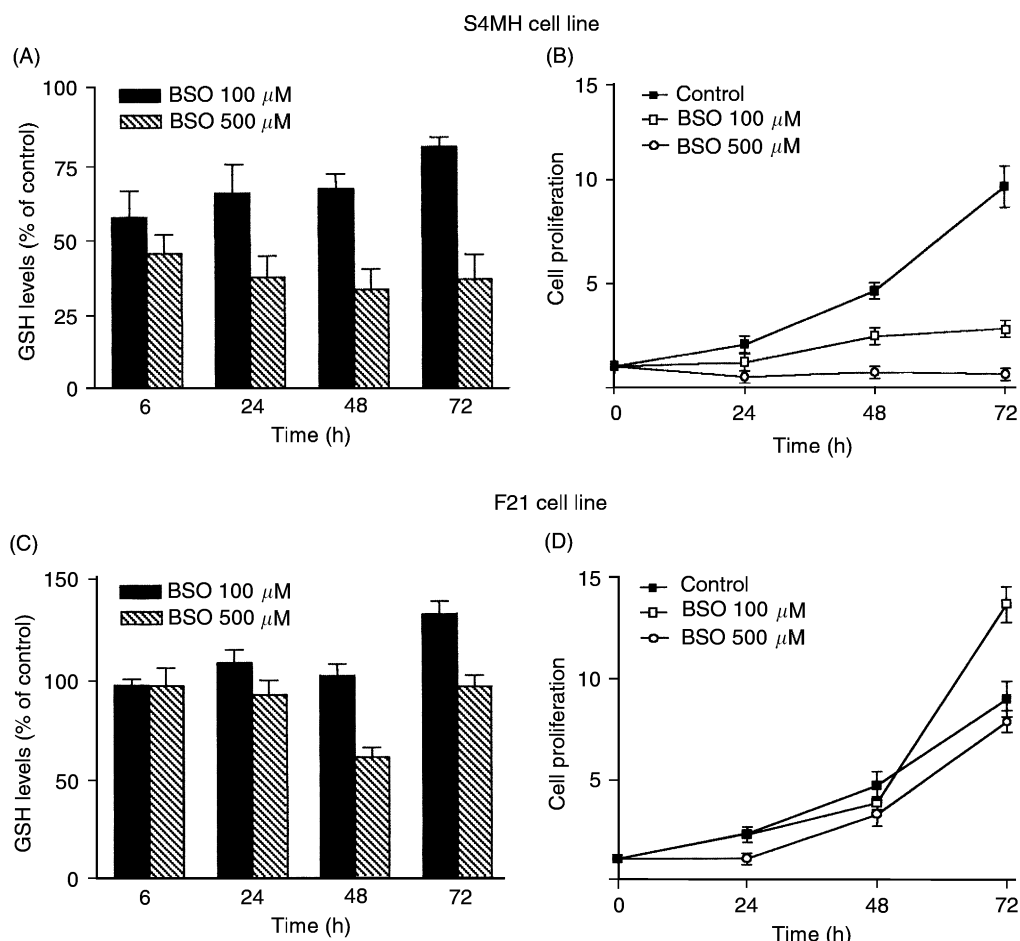 S4MH cell line
(A)
BSO 100 μM
BSO 500 μM
GSH levels (% of control)
100
75
50
25
0
6 24 48 72
Time (h)
(B)
Control
BSO 100 μM
BSO 500 μM
Cell proliferation
15
10
5
0 24 48 72
Time (h)
F21 cell line
(C)
BSO 100 μM
BSO 500 μM
GSH levels (% of control)
150
100
50
0
6 24 48 72
Time (h)
(D)
Control
BSO 100 μM
BSO 500 μM
Cell proliferation
15
10
5
0 24 48 72
Time (h)